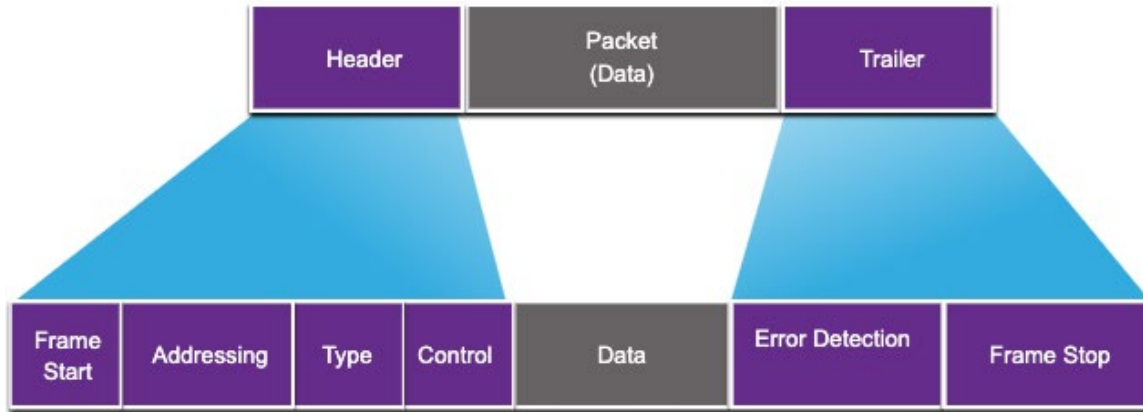 Header
Packet
(Data)
Trailer
Frame
Start
Addressing
Type
Control
Data
Error Detection
Frame Stop